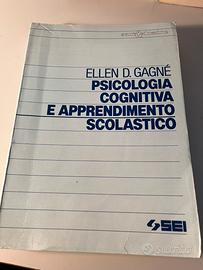 ELLEN D. GAGNÉ
PSICOLOGIA
COGNITIVA
E APPRENDIMENTO
SCOLASTICO
SEI